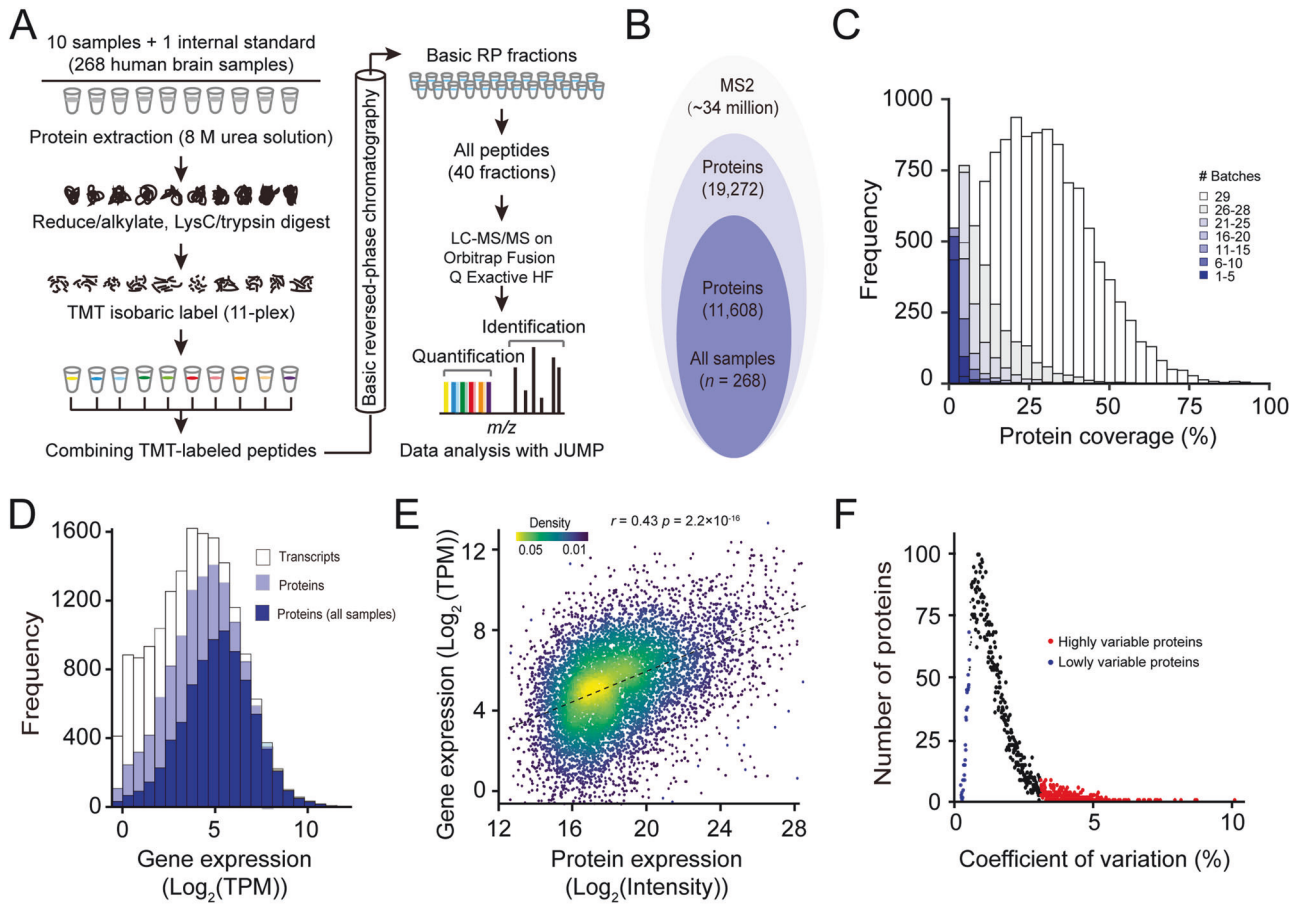 A
10 samples + 1 internal standard
(268 human brain samples)
Protein extraction (8 M urea solution)
Reduce/alkylate, LysC/trypsin digest
TMT isobaric label (11-plex)
Combining TMT-labeled peptides
Basic reversed-phase chromatography
Basic RP fractions
All peptides
(40 fractions)
LC-MS/MS on
Orbitrap Fusion
Q Exactive HF
Identification
Quantification
m/z
Data analysis with JUMP
B
MS2
(~34 million)
Proteins
(19,272)
Proteins
(11,608)
All samples
(n = 268)
C
Frequency
1000
750
500
250
0
0 25 50 75 100
Protein coverage (%)
# Batches
29
26-28
21-25
16-20
11-15
6-10
1-5
D
Frequency
1600
1200
800
400
0
0 5 10
Gene expression
(Log2(TPM))
Transcripts
Proteins
Proteins (all samples)
E
Density
0.05 0.01
r = 0.43 p = 2.2×10-16
Gene expression (Log2(TPM))
12
10
8
6
4
2
0
12 16 20 24 28
Protein expression
(Log2(Intensity))
F
Number of proteins
100
75
50
25
0
0 5 10
Coefficient of variation (%)
Highly variable proteins
Lowly variable proteins